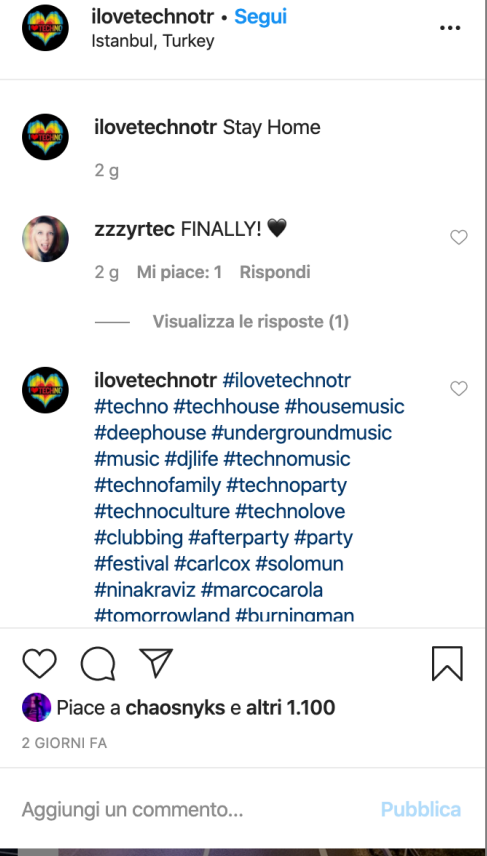 ilovetechnotr • Segui
Istanbul, Turkey
ilovetechnotr Stay Home
2 g
zzzyrtec FINALLY! 🖤
2 g Mi piace: 1 Rispondi
Visualizza le risposte (1)
ilovetechnotr #ilovetechnotr
#techno #techhouse #housemusic
#deephouse #undergroundmusic
#music #djlife #technomusic
#technofamily #technoparty
#technoculture #technolove
#clubbing #afterparty #party
#festival #carlcox #solomun
#ninakraviz #marcocarola
#tomorrowland #burningman
Piace a chaosnyks e altri 1.100
2 GIORNI FA
Aggiungi un commento... Pubblica